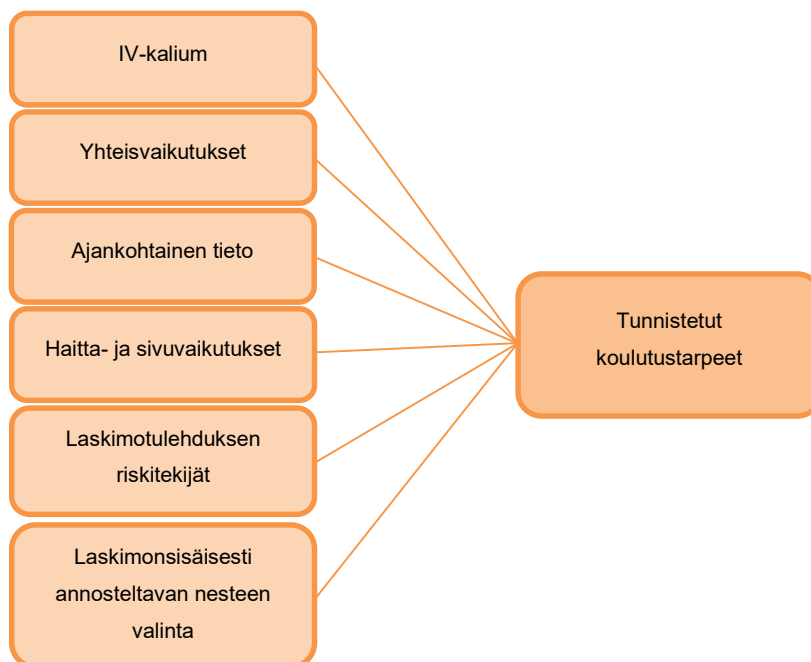 IV-kalium
Yhteisvaikutukset
Ajankohtainen tieto
Haitta- ja sivuvaikutukset
Laskimotulehduksen
riskitekijät
Laskimonsisäisesti
annosteltavan nesteen
valinta
Tunnistetut
koulutustarpeet